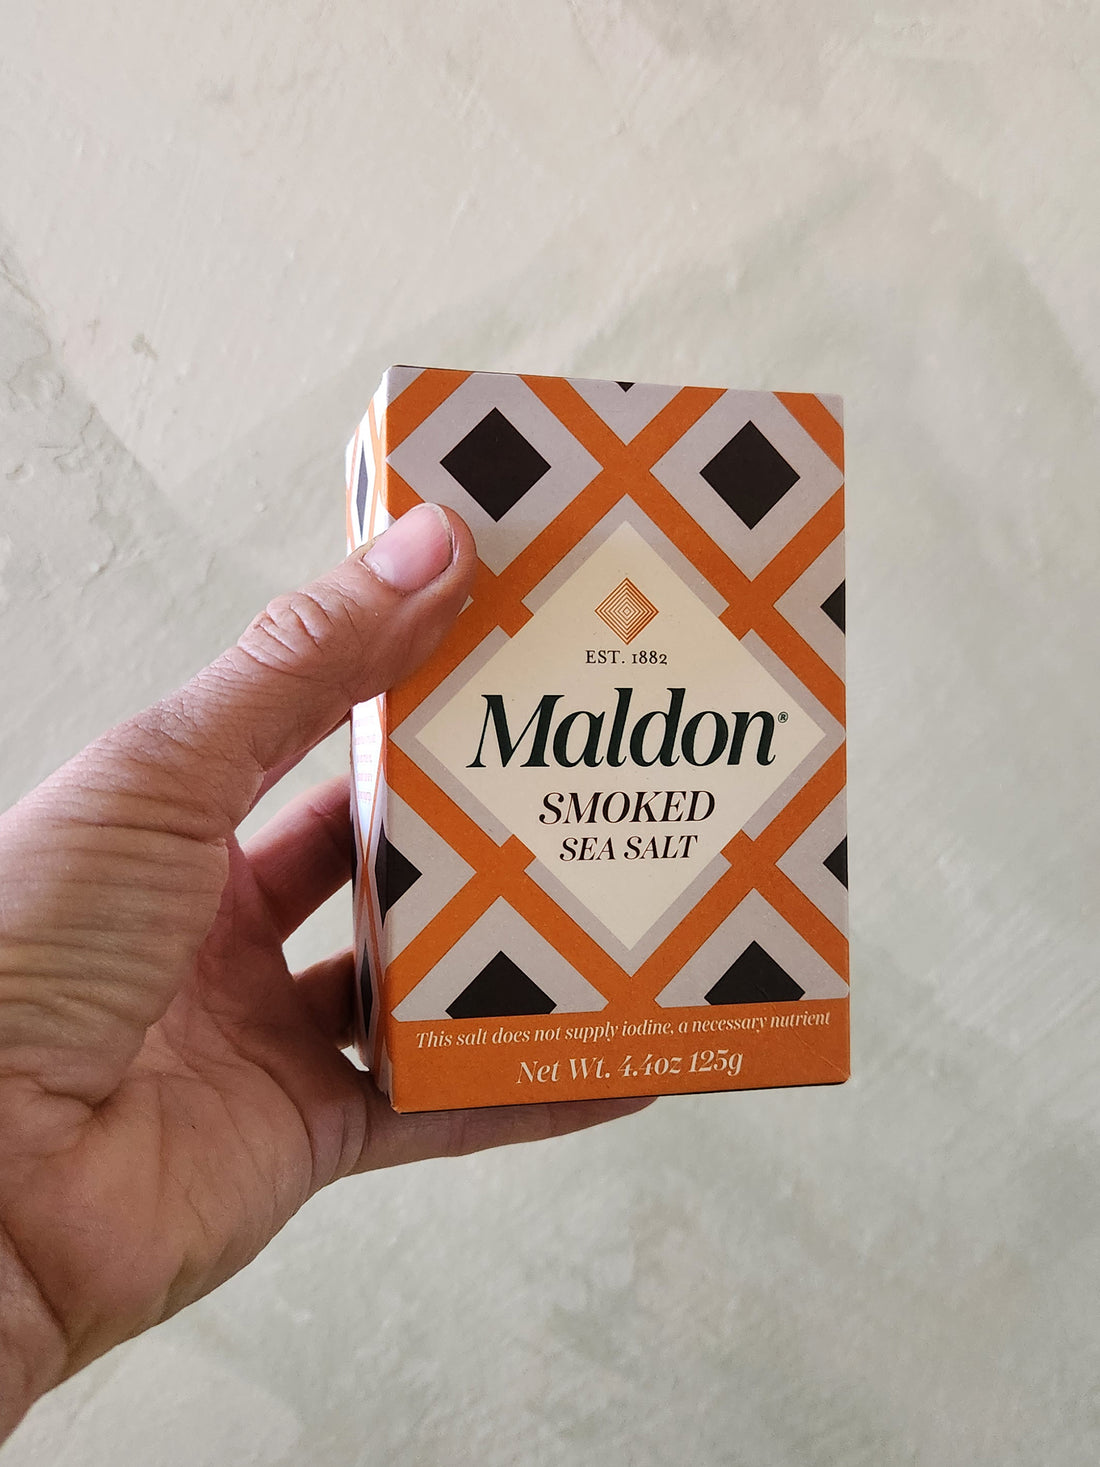 EST. 1882
Maldon®
SMOKED
SEA SALT
This salt does not supply iodine, a necessary nutrient
Net Wt. 4.4oz 125g